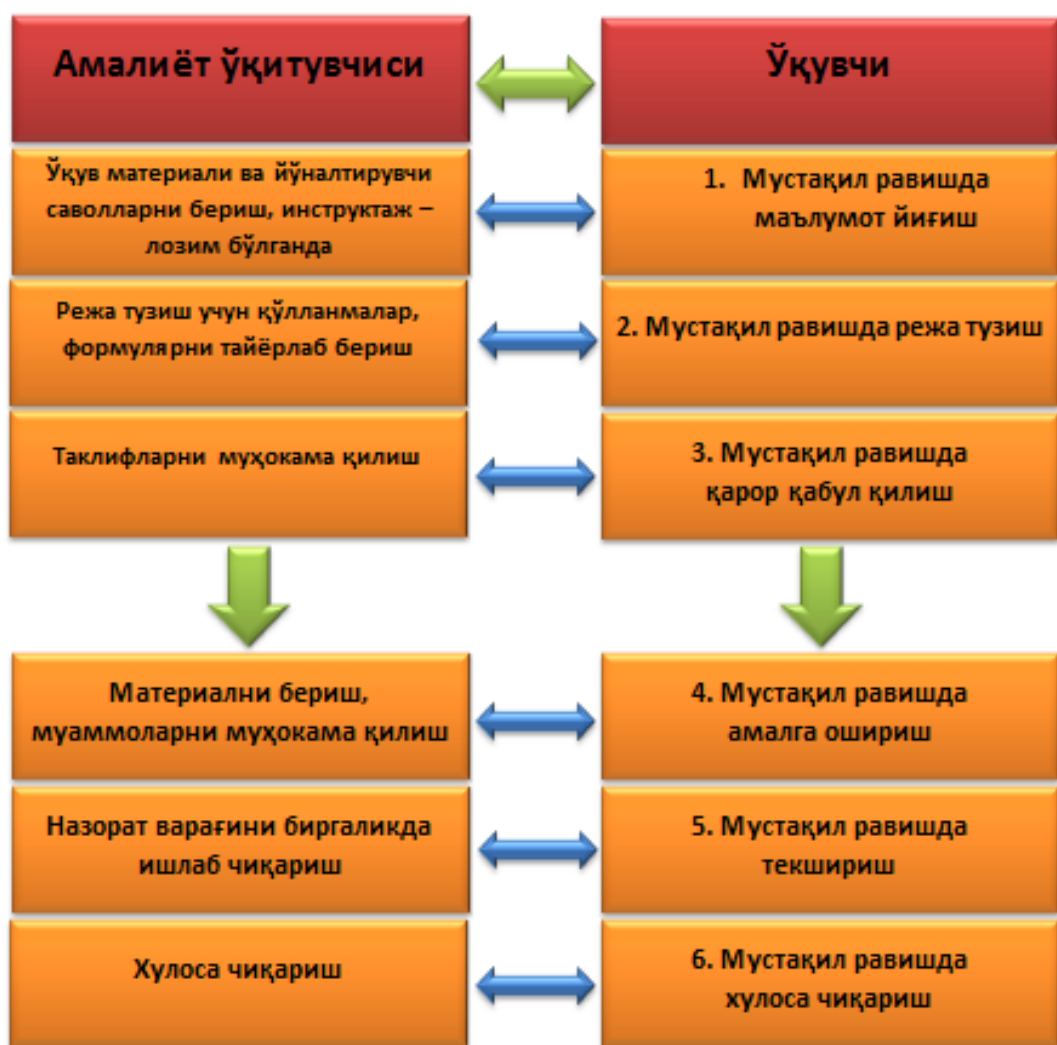 Амалиёт ўқитувчиси
Ўқувчи
Ўқув материали ва йўналтирувчи
саволларни бериш, инструктаж –
лозим бўлганда
1. Мустақил равишда
маълумот йиғиш
Режа тузиш учун қўлланмалар,
формулярни тайёрлаб бериш
2. Мустақил равишда режа тузиш
Таклифларни муҳокама қилиш
3. Мустақил равишда
қарор қабул қилиш
Материални бериш,
муаммоларни муҳокама қилиш
4. Мустақил равишда
амалга ошириш
Назорат варағини биргаликда
ишлаб чиқариш
5. Мустақил равишда
текшириш
Хулоса чиқариш
6. Мустақил равишда
хулоса чиқариш